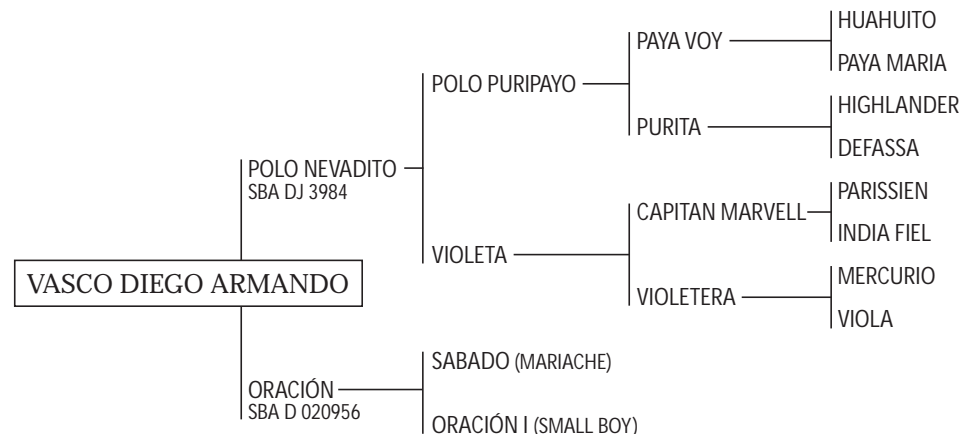 HUAHUITO
PAYA VOY
PAYA MARIA
POLO PURIPAYO
HIGHLANDER
PURITA
DEFASSA
POLO NEVADITO
SBA DJ 3984
PARISSIEN
CAPITAN MARVELL
INDIA FIEL
VIOLETA
MERCURIO
VIOLETERA
VIOLA
VASCO DIEGO ARMANDO
SABADO (MARIACHE)
ORACIÓN
SBA D 020956
ORACIÓN I (SMALL BOY)